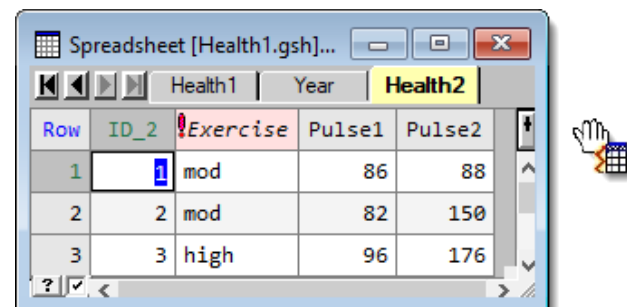 Spreadsheet [Health1.gsh]...
Health1 Year Health2
Row ID_2 !Exercise Pulse1 Pulse2
1 1 mod 86 88
2 2 mod 82 150
3 3 high 96 176
?